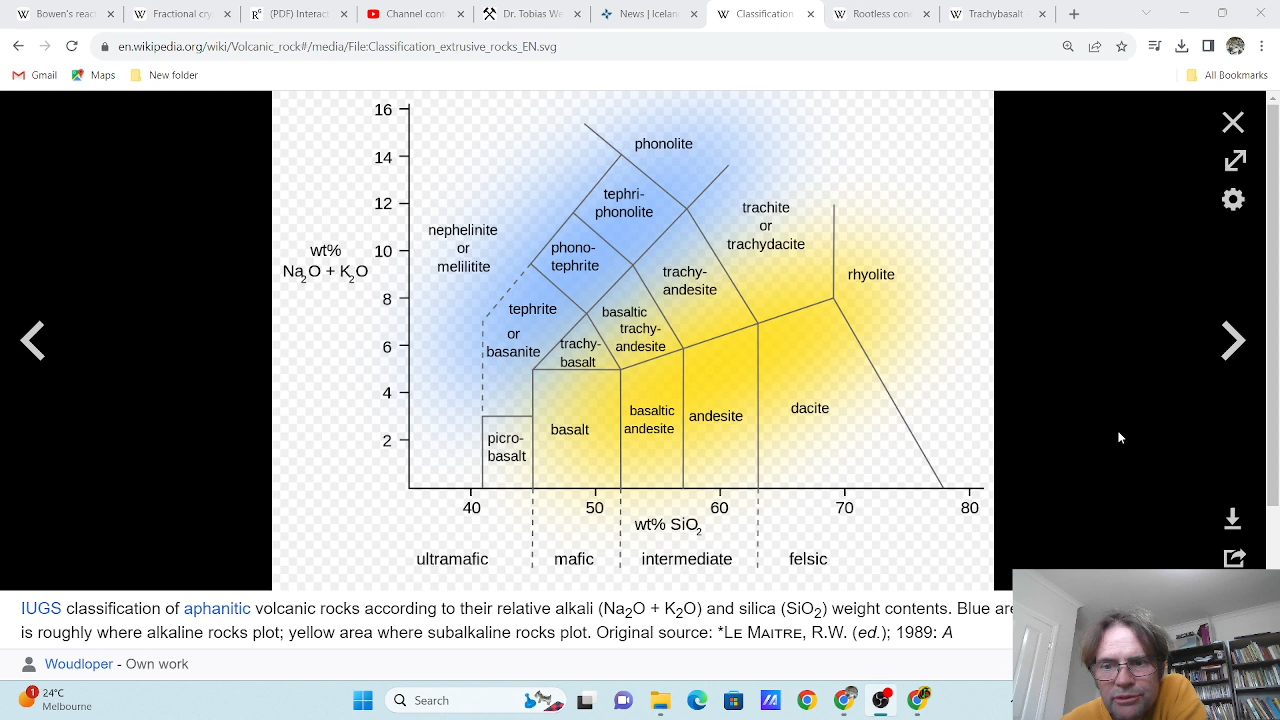 Bowen's react
Fractional cry
(PDF) Interact
Channel cont
Dr. Tobias We
News | Icelan
Classification
Rootless con
Trachybasalt
en.wikipedia.org/wiki/Volcanic_rock#/media/File:Classification_exusive_rocks_EN.svg
Gmail
Maps
New folder
All Bookmarks
16
14
12
10
8
6
4
2
wt%
Na2O + K2O
phonolite
tephri-
phonolite
trachite
or
trachydacite
nephelinite
or
melilitite
phono-
tephrite
trachy-
andesite
rhyolite
tephrite
or
basanite
basaltic
trachy-
andesite
trachy-
basalt
picro-
basalt
basalt
basaltic
andesite
andesite
dacite
40
50
60
70
80
wt% SiO2
ultramafic
mafic
intermediate
felsic
IUGS classification of aphanitic volcanic rocks according to their relative alkali (Na2O + K2O) and silica (SiO2) weight contents. Blue are
is roughly where alkaline rocks plot; yellow area where subalkaline rocks plot. Original source: *LE MAITRE, R.W. (ed.); 1989: A
Woudloper - Own work
1
24°C
Melbourne
Search